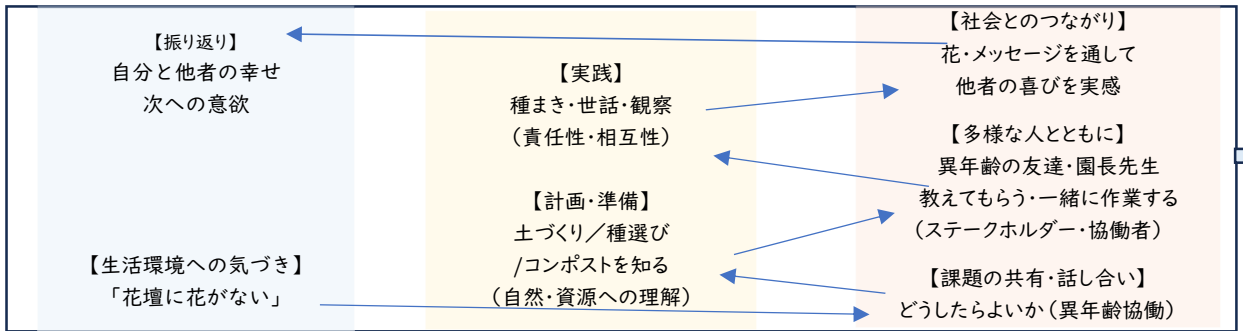 【振り返り】
自分と他者の幸せ
次への意欲
【生活環境への気づき】
「花壇に花がない」
【実践】
種まき・世話・観察
（責任性・相互性）
【計画・準備】
土づくり／種選び
/コンポストを知る
(自然・資源への理解)
【社会とのつながり】
花・メッセージを通して
他者の喜びを実感
【多様な人とともに】
異年齢の友達・園長先生
教えてもらう・一緒に作業する
（ステークホルダー・協働者）
【課題の共有・話し合い】
どうしたらよいか（異年齢協働）